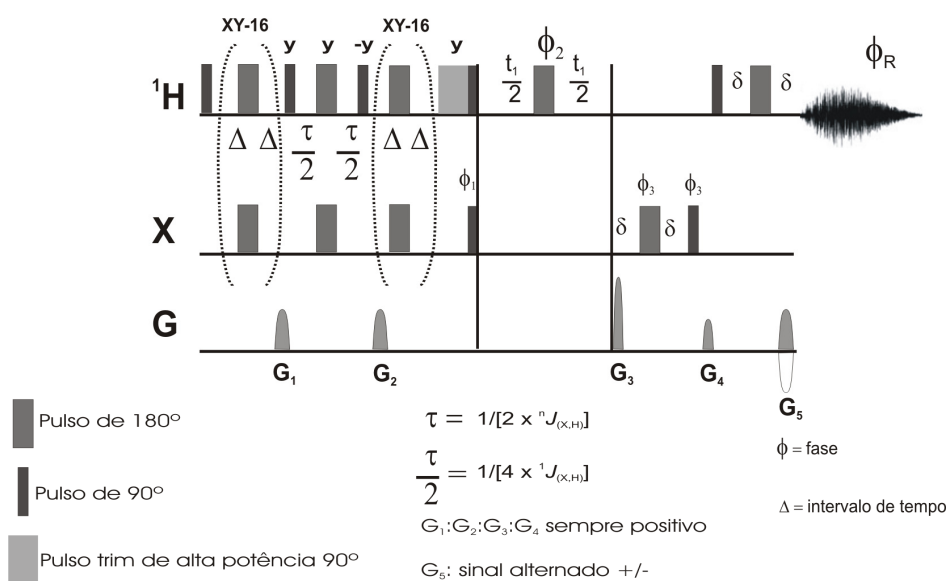 XY-16 XY-16
y y -y y
ϕ2 ϕR
¹H
t1/2 t1/2
δ δ
Δ Δ τ/2 τ/2 Δ Δ
ϕ1 ϕ3 ϕ3
X
δ δ
G
G1 G2 G3 G4
G5
Pulso de 180º
Pulso de 90º
Pulso trim de alta potência 90º
τ = 1/[2 x ⁿJ(X,H)]
τ/2 = 1/[4 x ¹J(X,H)]
G1:G2:G3:G4 sempre positivo
G5: sinal alternado +/-
ϕ = fase
Δ = intervalo de tempo